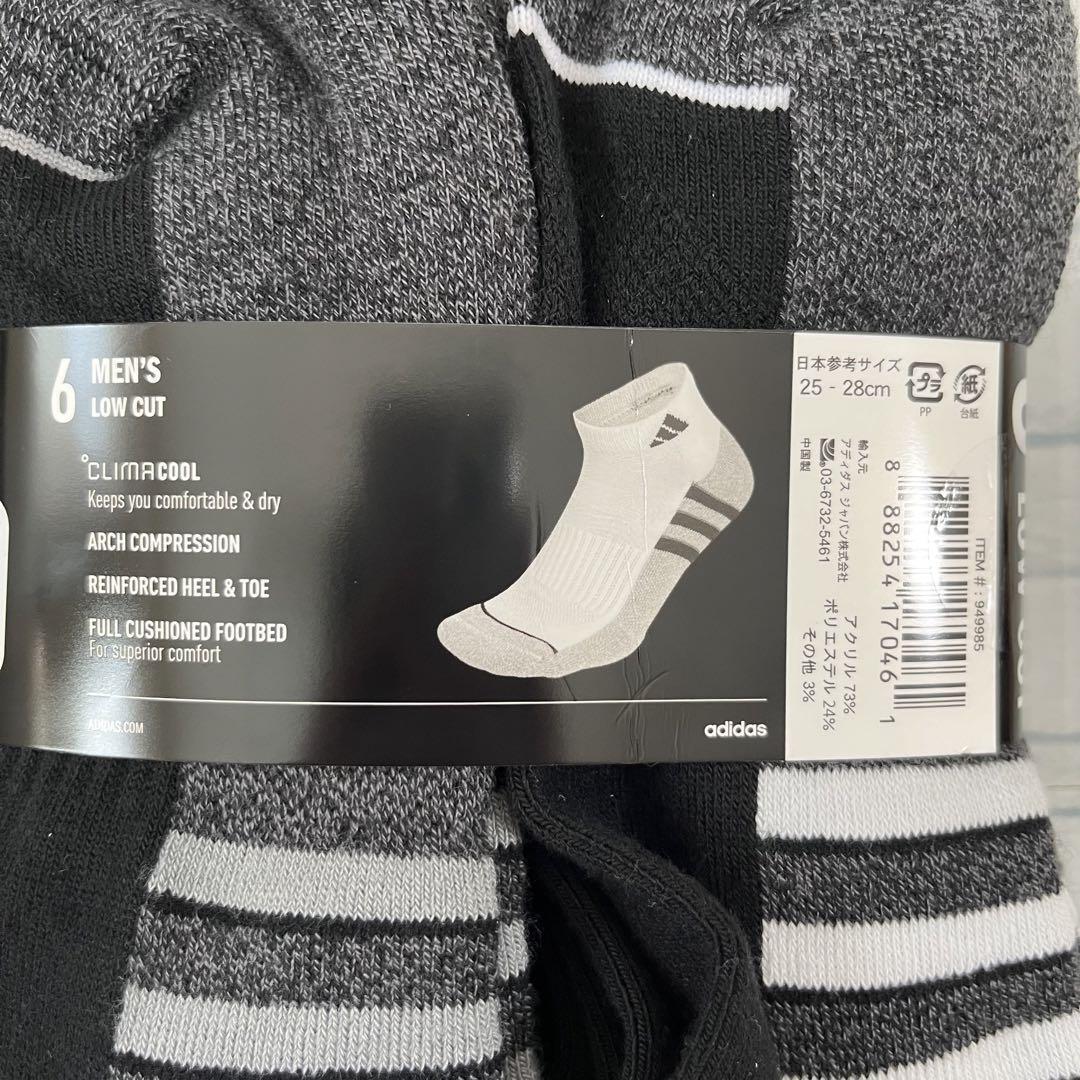 6
MEN'S
LOW CUT
CLIMACOOL
Keeps you comfortable & dry
ARCH COMPRESSION
REINFORCED HEEL & TOE
FULL CUSHIONED FOOTBED
For superior comfort
ADIDAS.COM
adidas
日本参考サイズ
25 - 28cm
プラ
PP
紙
台紙
輸入元
アディダス ジャパン株式会社
03-6732-5461
中国製
アクリル 73%
ポリエステル 24%
その他 3%
8 88254 17046 1
ITEM # : 949985